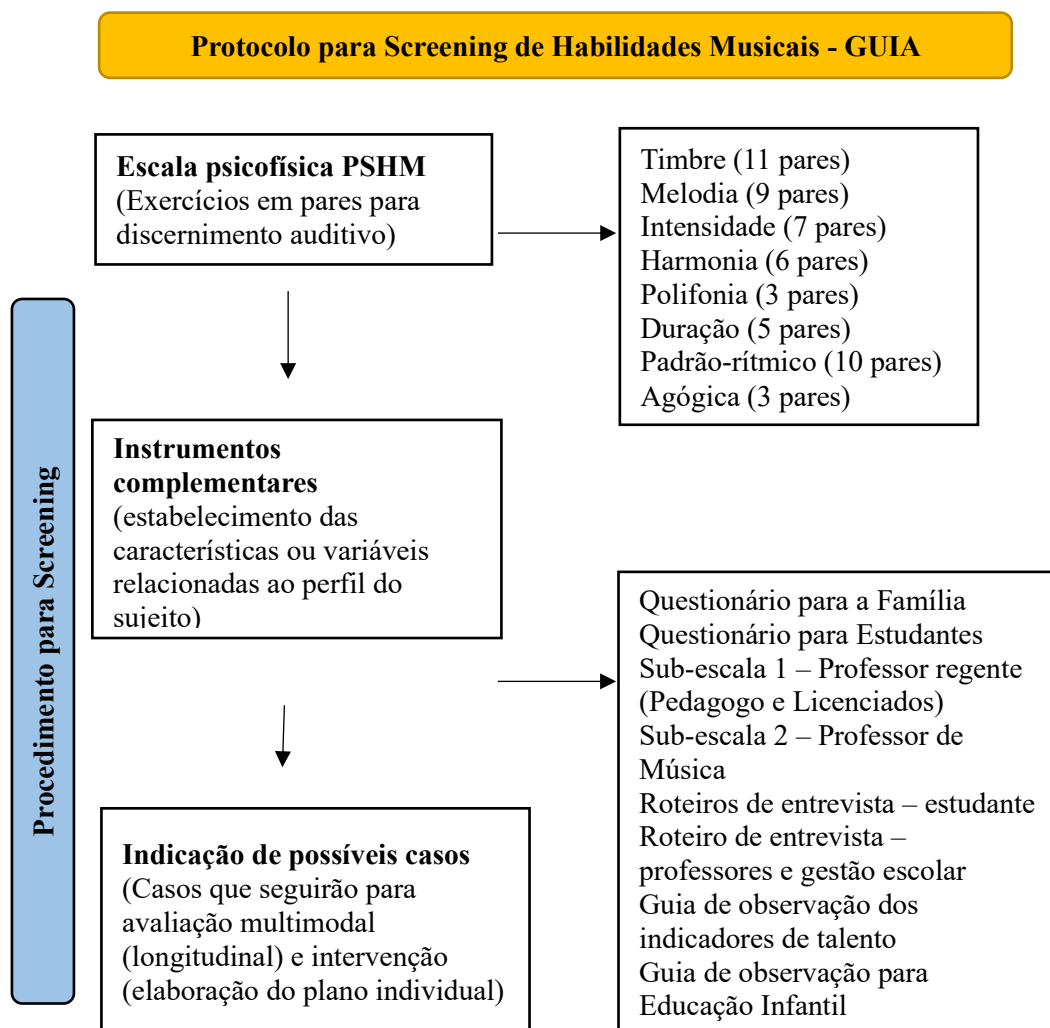 Protocolo para Screening de Habilidades Musicais - GUIA
Escala psicofísica PSHM
(Exercícios em pares para
discernimento auditivo)
Timbre (11 pares)
Melodia (9 pares)
Intensidade (7 pares)
Harmonia (6 pares)
Polifonia (3 pares)
Duração (5 pares)
Padrão-rítmico (10 pares)
Agógica (3 pares)
Procedimento para Screening
Instrumentos
complementares
(estabelecimento das
características ou variáveis
relacionadas ao perfil do
sujeito)
Questionário para a Família
Questionário para Estudantes
Sub-escala 1 – Professor regente
(Pedagogo e Licenciados)
Sub-escala 2 – Professor de
Música
Roteiros de entrevista – estudante
Roteiro de entrevista –
professores e gestão escolar
Guia de observação dos
indicadores de talento
Guia de observação para
Educação Infantil
Indicação de possíveis casos
(Casos que seguirão para
avaliação multimodal
(longitudinal) e intervenção
(elaboração do plano individual)